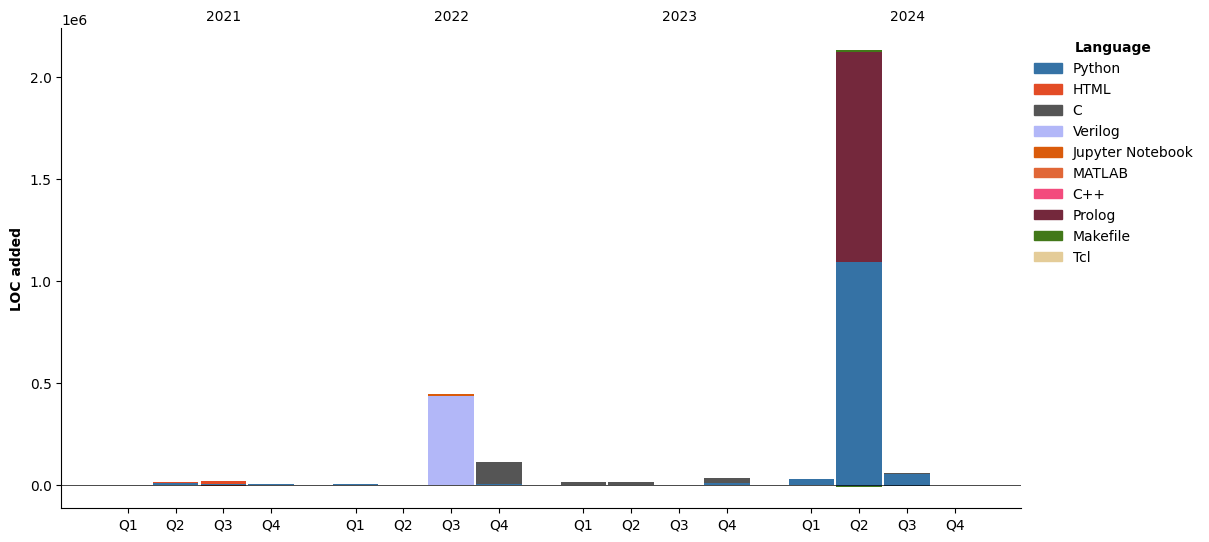 2021 2022 2023 2024
1e6
LOC added
2.0
1.5
1.0
0.5
0.0
Q1 Q2 Q3 Q4 Q1 Q2 Q3 Q4 Q1 Q2 Q3 Q4 Q1 Q2 Q3 Q4
Language
Python
HTML
C
Verilog
Jupyter Notebook
MATLAB
C++
Prolog
Makefile
Tcl